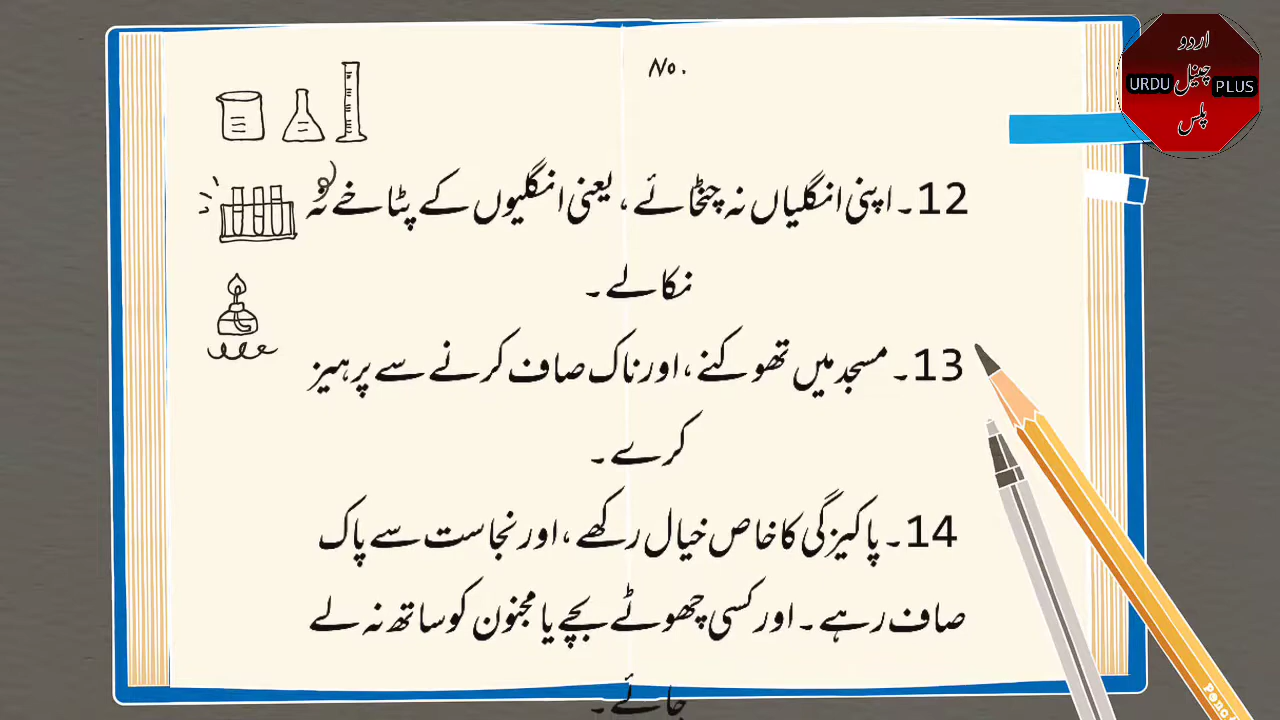 No.
اردو
چینل
URDU PLUS
پلس
12۔ اپنی انگلیاں نہ چٹخائے، یعنی انگلیوں کے پٹاخے نہ
نکالے۔
13۔ مسجد میں تھوکنے، اور ناک صاف کرنے سے پرہیز
کرے۔
14۔ پاکیزگی کا خاص خیال رکھے، اور نجاست سے پاک
صاف رہے۔ اور کسی چھوٹے بچے یا مجنون کو ساتھ نہ لے
جائے۔